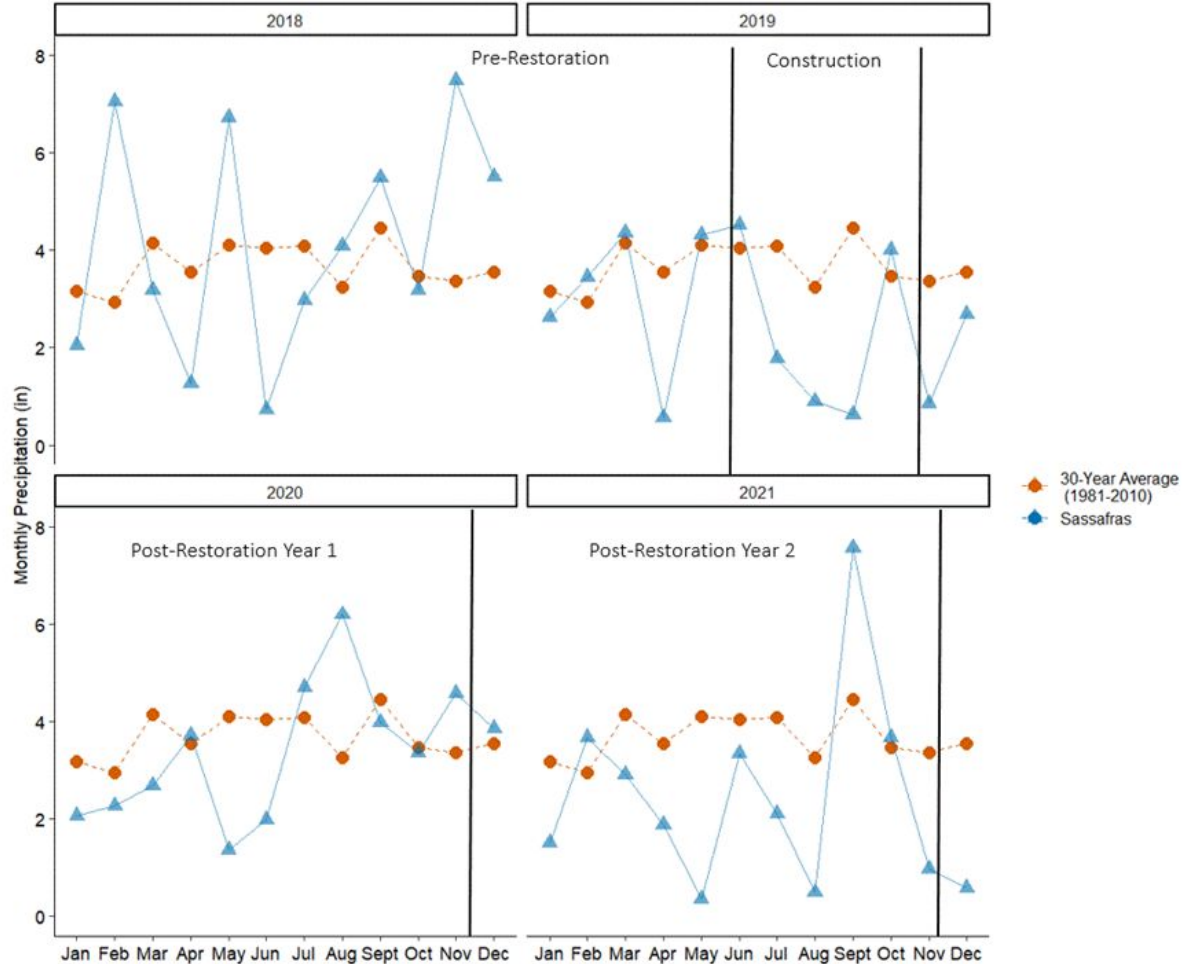 2018
2019
Pre-Restoration
Construction
8
6
4
2
0
2020
2021
Post-Restoration Year 1
Post-Restoration Year 2
8
6
4
2
0
Monthly Precipitation (in)
Jan Feb Mar Apr May Jun Jul Aug Sept Oct Nov Dec
Jan Feb Mar Apr May Jun Jul Aug Sept Oct Nov Dec
30-Year Average
(1981-2010)
Sassafras